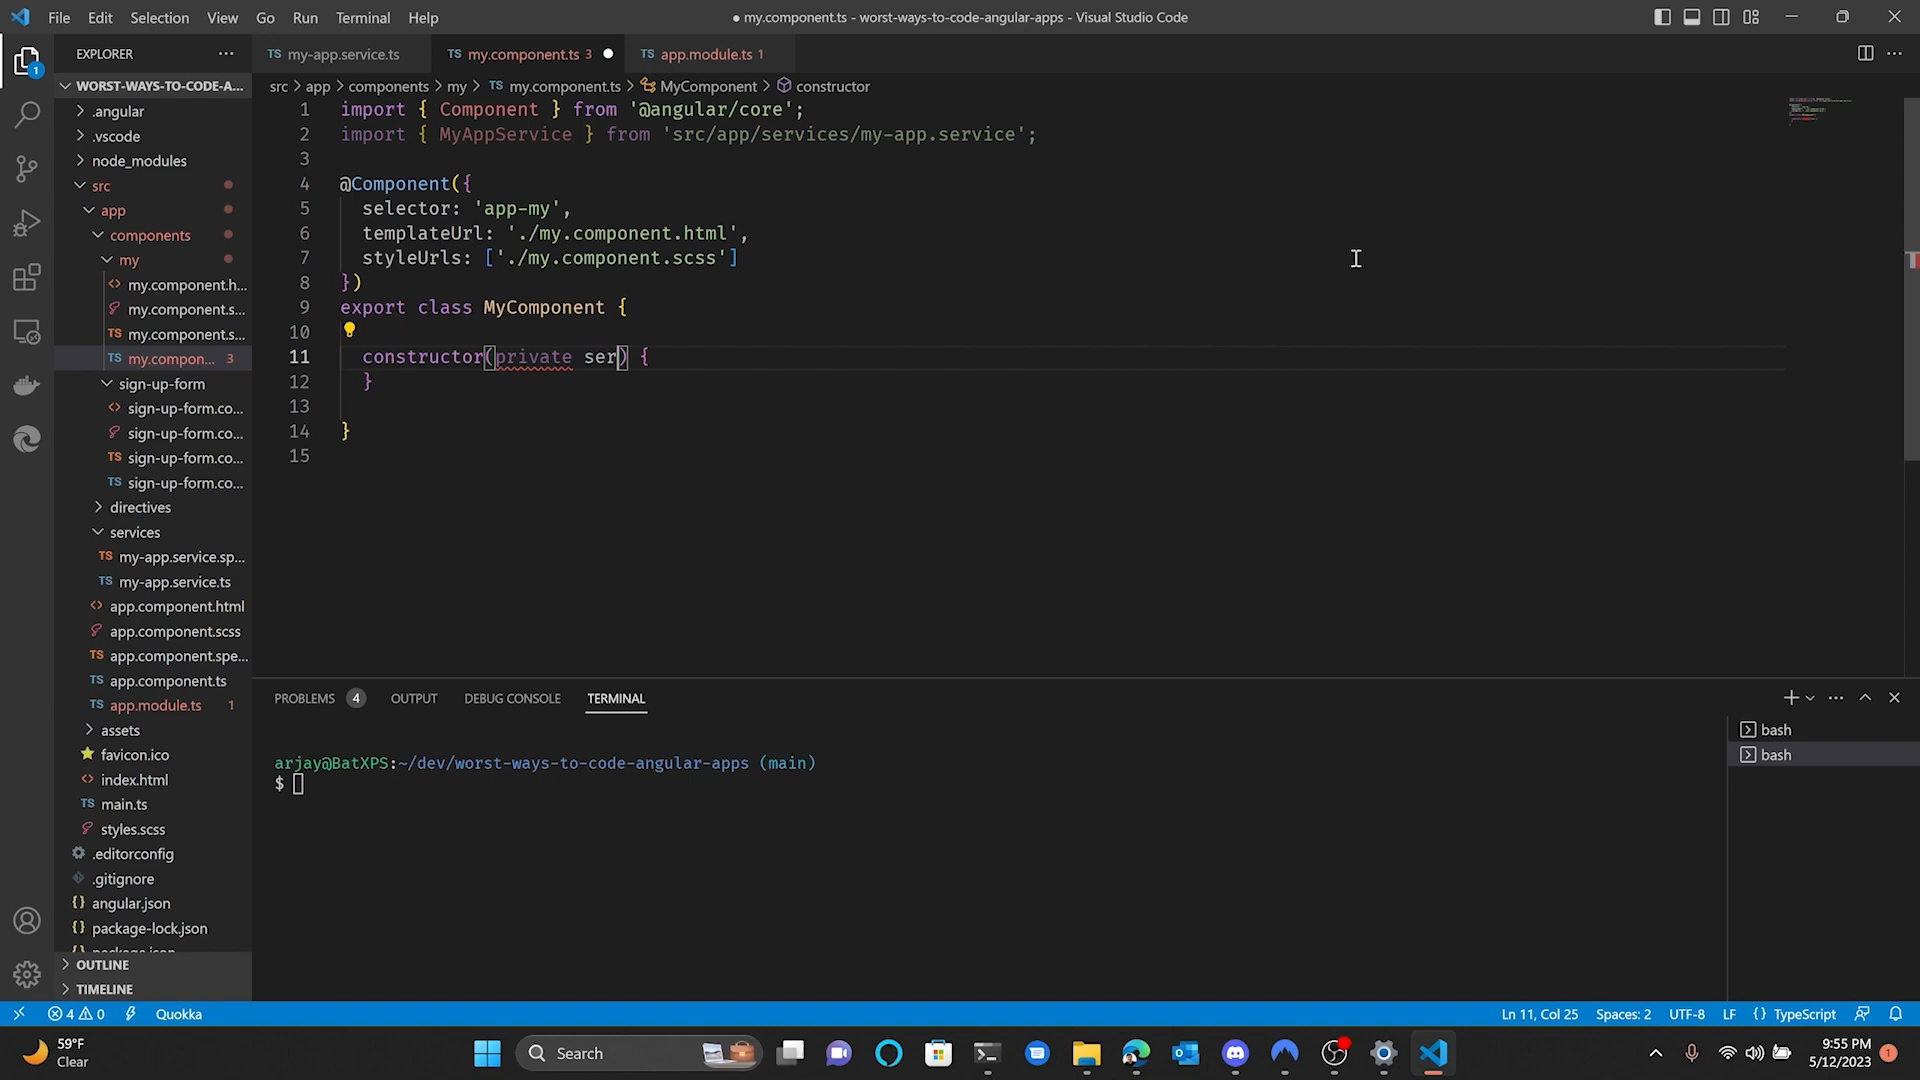 File Edit Selection View Go Run Terminal Help
● my.component.ts - worst-ways-to-code-angular-apps - Visual Studio Code
EXPLORER
TS my-app.service.ts
TS my.component.ts 3
TS app.module.ts 1
WORST-WAYS-TO-CODE-A...
src > app > components > my > TS my.component.ts > MyComponent > constructor
.angular
.vscode
node_modules
src
app
components
my
my.component.h...
my.component.s...
TS my.component.s...
TS my.compon... 3
sign-up-form
sign-up-form.co...
sign-up-form.co...
TS sign-up-form.co...
TS sign-up-form.co...
directives
services
TS my-app.service.sp...
TS my-app.service.ts
app.component.html
app.component.scss
TS app.component.spe...
TS app.component.ts
TS app.module.ts 1
assets
favicon.ico
index.html
TS main.ts
styles.scss
.editorconfig
.gitignore
angular.json
package-lock.json
OUTLINE
TIMELINE
1 import { Component } from '@angular/core';
2 import { MyAppService } from 'src/app/services/my-app.service';
3
4 @Component({
5 selector: 'app-my',
6 templateUrl: './my.component.html',
7 styleUrls: ['./my.component.scss']
8 })
9 export class MyComponent {
10
11 constructor(private ser) {
12 }
13
14 }
15
PROBLEMS 4 OUTPUT DEBUG CONSOLE TERMINAL
arjay@BatXPS:~/dev/worst-ways-to-code-angular-apps (main)
$
bash
bash
4 0 Quokka
Ln 11, Col 25 Spaces: 2 UTF-8 LF {} TypeScript
59°F
Clear
Search
9:55 PM
5/12/2023
1